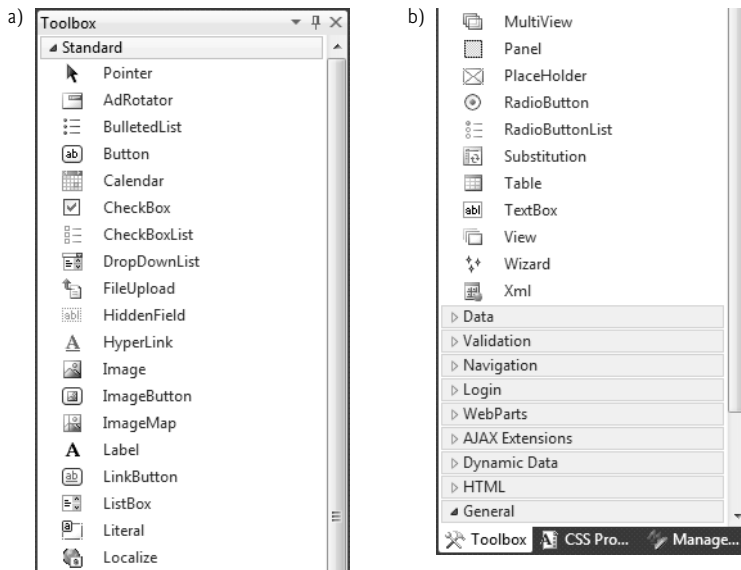 a)
Toolbox
Standard
Pointer
AdRotator
BulletedList
Button
Calendar
CheckBox
CheckBoxList
DropDownList
FileUpload
HiddenField
HyperLink
Image
ImageButton
ImageMap
Label
LinkButton
ListBox
Literal
Localize
b)
MultiView
Panel
PlaceHolder
RadioButton
RadioButtonList
Substitution
Table
TextBox
View
Wizard
Xml
Data
Validation
Navigation
Login
WebParts
AJAX Extensions
Dynamic Data
HTML
General
Toolbox CSS Pro... Manage...